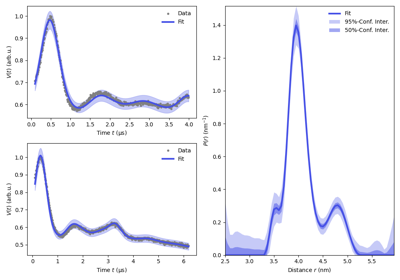 1.0
0.9
0.8
0.7
0.6
V(t) (arb.u.)
Data
Fit
0.0 0.5 1.0 1.5 2.0 2.5 3.0 3.5 4.0
Time t (μs)
1.0
0.9
0.8
0.7
0.6
0.5
V(t) (arb.u.)
Data
Fit
0 1 2 3 4 5 6
Time t (μs)
1.4
1.2
1.0
0.8
0.6
0.4
0.2
0.0
P(r) (nm⁻¹)
Fit
95%-Conf. Inter.
50%-Conf. Inter.
2.5 3.0 3.5 4.0 4.5 5.0 5.5
Distance r (nm)